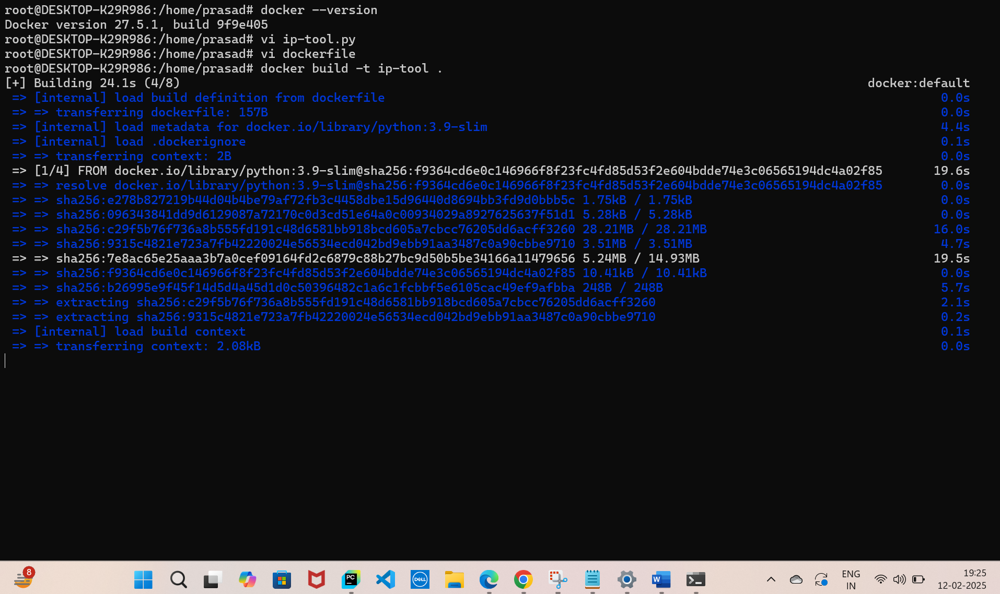 root@DESKTOP-K29R986:/home/prasad# docker --version
Docker version 27.5.1, build 9f9e405
root@DESKTOP-K29R986:/home/prasad# vi ip-tool.py
root@DESKTOP-K29R986:/home/prasad# vi dockerfile
root@DESKTOP-K29R986:/home/prasad# docker build -t ip-tool .
[+] Building 24.1s (4/8) docker:default
=> [internal] load build definition from dockerfile 0.0s
=> => transferring dockerfile: 157B 0.0s
=> [internal] load metadata for docker.io/library/python:3.9-slim 4.4s
=> [internal] load .dockerignore 0.1s
=> => transferring context: 2B 0.0s
=> [1/4] FROM docker.io/library/python:3.9-slim@sha256:f9364cd6e0c146966f8f23fc4fd85d53f2e604bdde74e3c06565194dc4a02f85 19.6s
=> => resolve docker.io/library/python:3.9-slim@sha256:f9364cd6e0c146966f8f23fc4fd85d53f2e604bdde74e3c06565194dc4a02f85 0.0s
=> => sha256:e278b827219b44d04b4be79af72fb3c4458dbe15d96440d8694bb3fd9d0bbb5c 1.75kB / 1.75kB 0.0s
=> => sha256:096343841dd9d6129087a72170c0d3cd51e64a0c00934029a8927625637f51d1 5.28kB / 5.28kB 0.0s
=> => sha256:c29f5b76f736a8b555fd191c48d6581bb918bcd605a7cbcc76205dd6acff3260 28.21MB / 28.21MB 16.0s
=> => sha256:9315c4821e723a7fb42220024e56534ecd042bd9ebb91aa3487c0a90cbbe9710 3.51MB / 3.51MB 4.7s
=> => sha256:7e8ac65e25aaa3b7a0cef09164fd2c6879c88b27bc9d50b5be34166a11479656 5.24MB / 14.93MB 19.5s
=> => sha256:f9364cd6e0c146966f8f23fc4fd85d53f2e604bdde74e3c06565194dc4a02f85 10.41kB / 10.41kB 0.0s
=> => sha256:b26995e9f45f14d5d4a45d1d0c50396482c1a6c1fcbbf5e6105cac49ef9afbba 248B / 248B 5.7s
=> => extracting sha256:c29f5b76f736a8b555fd191c48d6581bb918bcd605a7cbcc76205dd6acff3260 2.1s
=> => extracting sha256:9315c4821e723a7fb42220024e56534ecd042bd9ebb91aa3487c0a90cbbe9710 0.2s
=> [internal] load build context 0.1s
=> => transferring context: 2.08kB 0.0s
8
PC
DELL
W
ENG
IN
19:25
12-02-2025